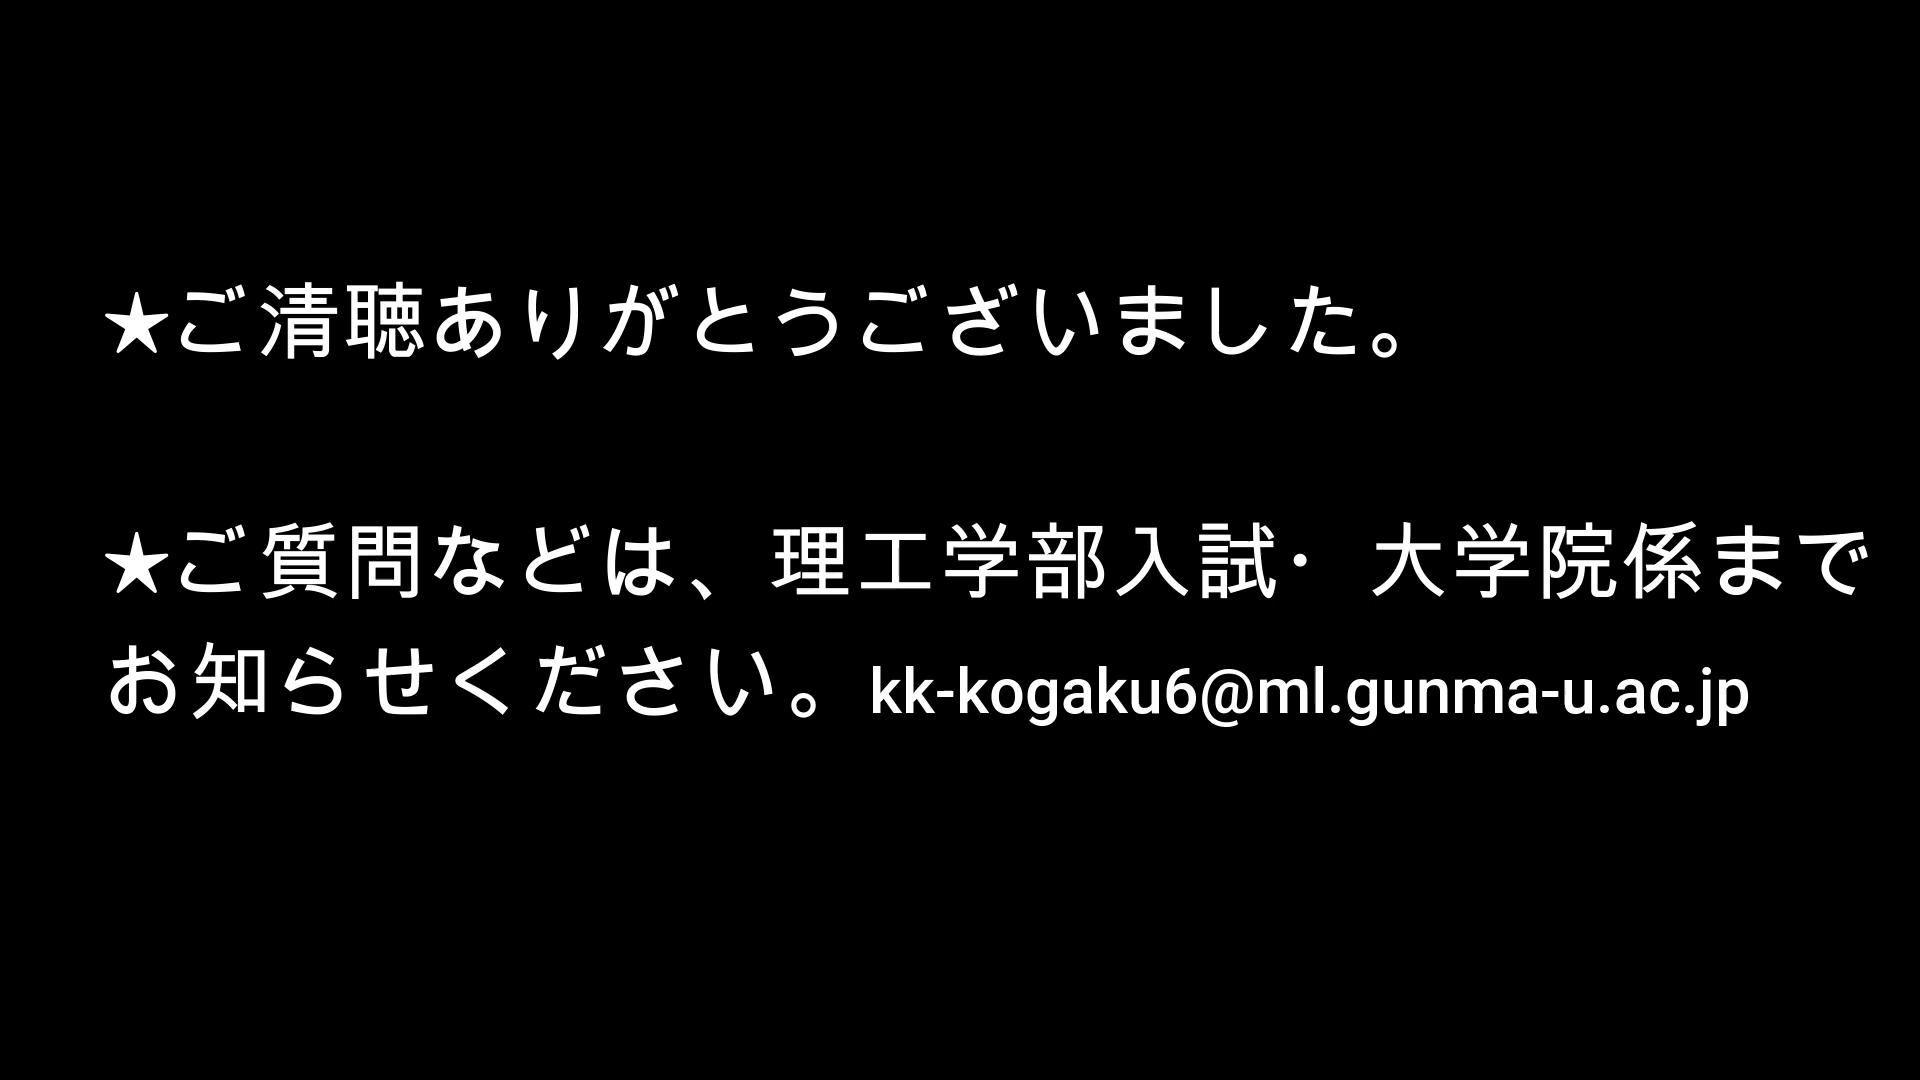 ★ご清聴ありがとうございました。
★ご質問などは、理工学部入試・大学院係まで
お知らせください。kk-kogaku6@ml.gunma-u.ac.jp